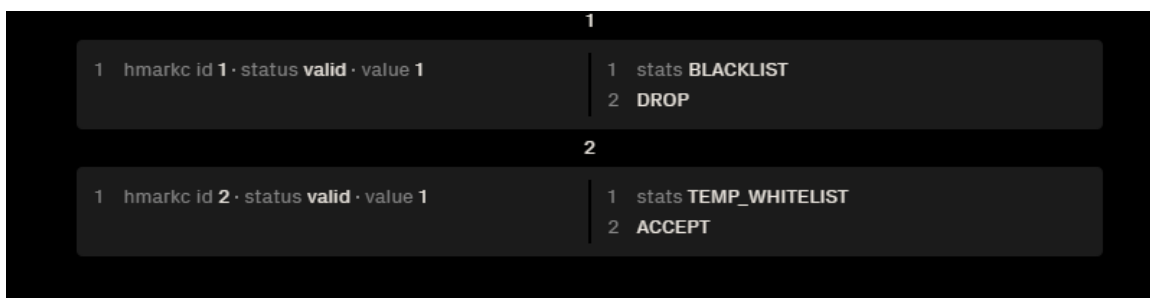 1
1 hmarkc id 1 · status valid · value 1
1 stats BLACKLIST
2 DROP
2
1 hmarkc id 2 · status valid · value 1
1 stats TEMP_WHITELIST
2 ACCEPT